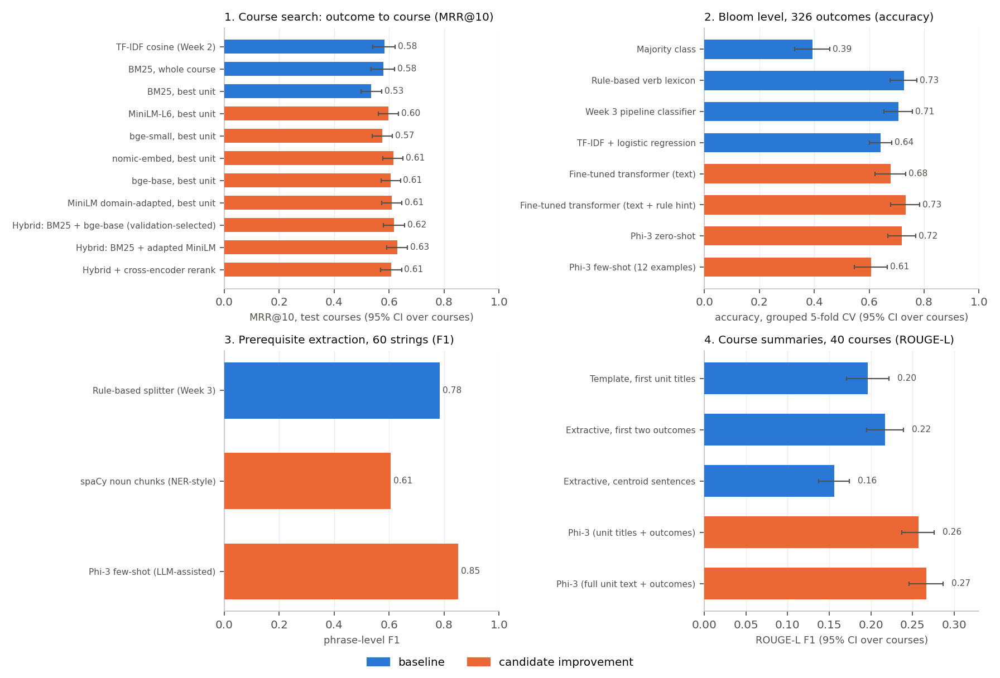 1. Course search: outcome to course (MRR@10)
TF-IDF cosine (Week 2) 0.58
BM25, whole course 0.58
BM25, best unit 0.53
MiniLM-L6, best unit 0.60
bge-small, best unit 0.57
nomic-embed, best unit 0.61
bge-base, best unit 0.61
MiniLM domain-adapted, best unit 0.61
Hybrid: BM25 + bge-base (validation-selected) 0.62
Hybrid: BM25 + adapted MiniLM 0.63
Hybrid + cross-encoder rerank 0.61
0.0 0.2 0.4 0.6 0.8 1.0
MRR@10, test courses (95% CI over courses)
2. Bloom level, 326 outcomes (accuracy)
Majority class 0.39
Rule-based verb lexicon 0.73
Week 3 pipeline classifier 0.71
TF-IDF + logistic regression 0.64
Fine-tuned transformer (text) 0.68
Fine-tuned transformer (text + rule hint) 0.73
Phi-3 zero-shot 0.72
Phi-3 few-shot (12 examples) 0.61
0.0 0.2 0.4 0.6 0.8 1.0
accuracy, grouped 5-fold CV (95% CI over courses)
3. Prerequisite extraction, 60 strings (F1)
Rule-based splitter (Week 3) 0.78
spaCy noun chunks (NER-style) 0.61
Phi-3 few-shot (LLM-assisted) 0.85
0.0 0.2 0.4 0.6 0.8 1.0
phrase-level F1
4. Course summaries, 40 courses (ROUGE-L)
Template, first unit titles 0.20
Extractive, first two outcomes 0.22
Extractive, centroid sentences 0.16
Phi-3 (unit titles + outcomes) 0.26
Phi-3 (full unit text + outcomes) 0.27
0.00 0.05 0.10 0.15 0.20 0.25 0.30
ROUGE-L F1 (95% CI over courses)
baseline candidate improvement